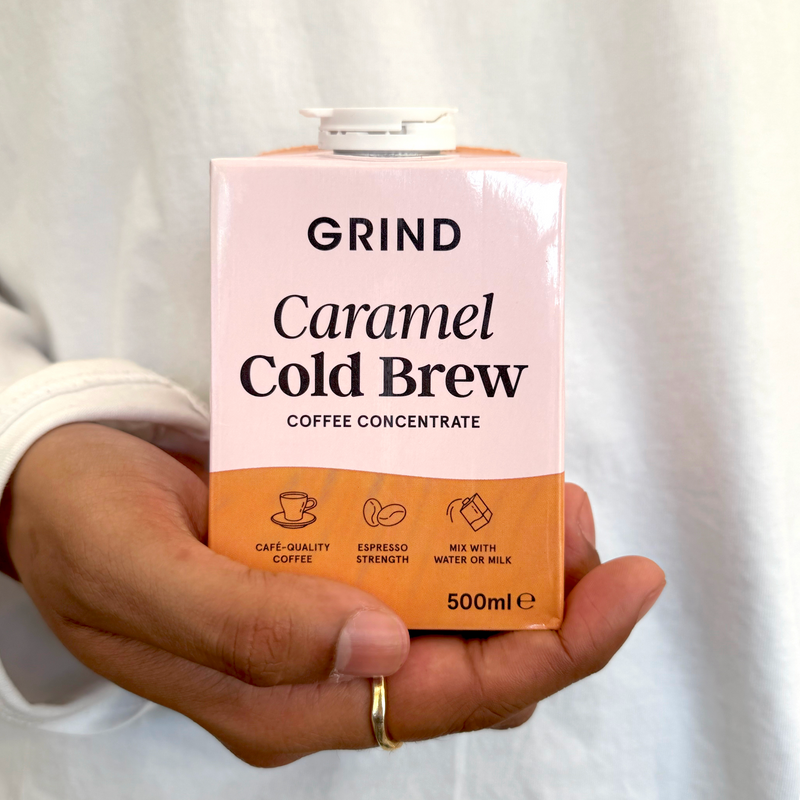 GRIND
Caramel
Cold Brew
COFFEE CONCENTRATE
CAFÉ-QUALITY
COFFEE
ESPRESSO
STRENGTH
MIX WITH
WATER OR MILK
500ml ℮